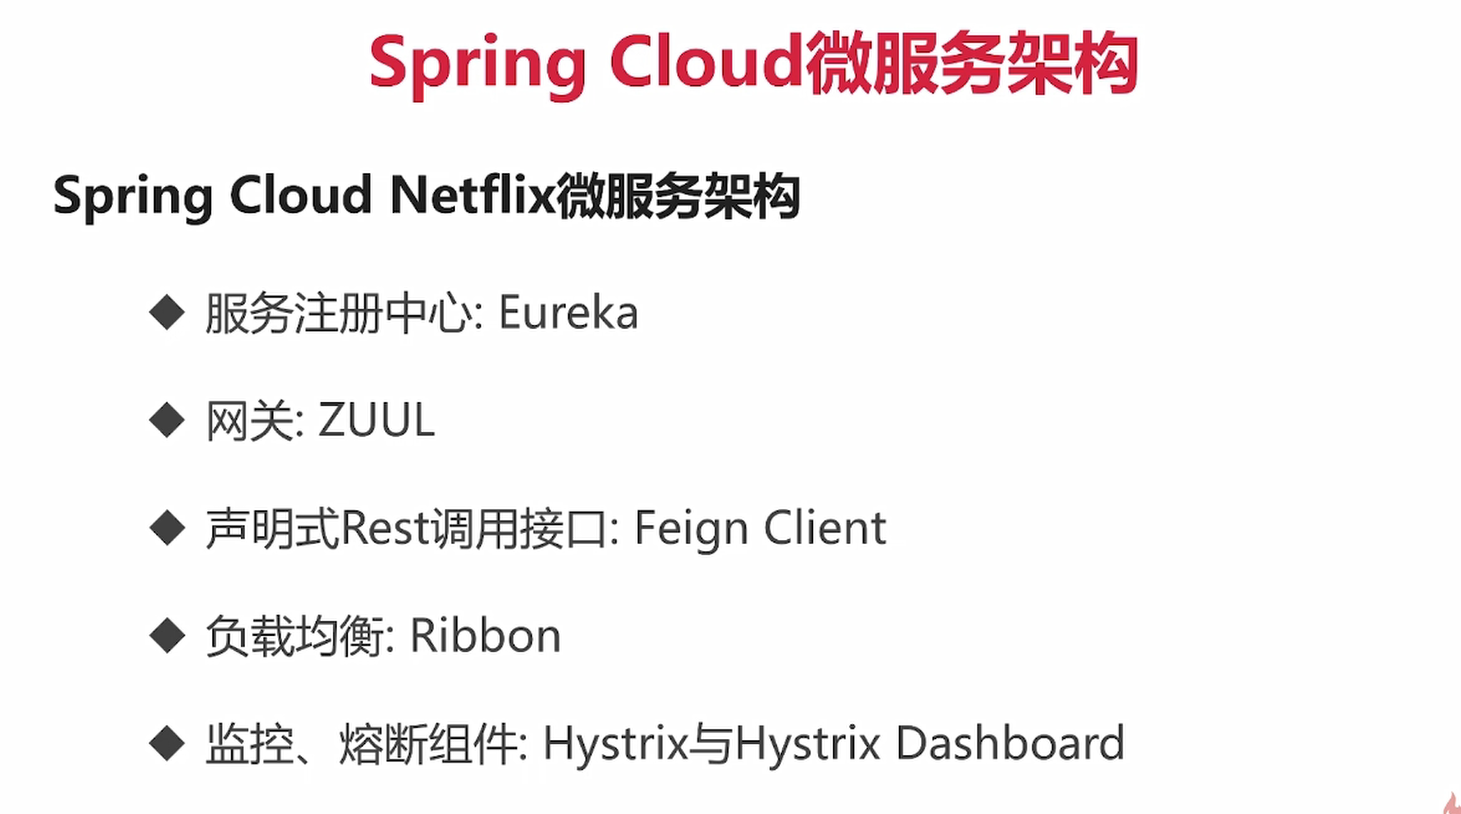 Spring Cloud微服务架构
Spring Cloud Netflix微服务架构
◆ 服务注册中心: Eureka
◆ 网关: ZUUL
◆ 声明式Rest调用接口: Feign Client
◆ 负载均衡: Ribbon
◆ 监控、熔断组件: Hystrix与Hystrix Dashboard